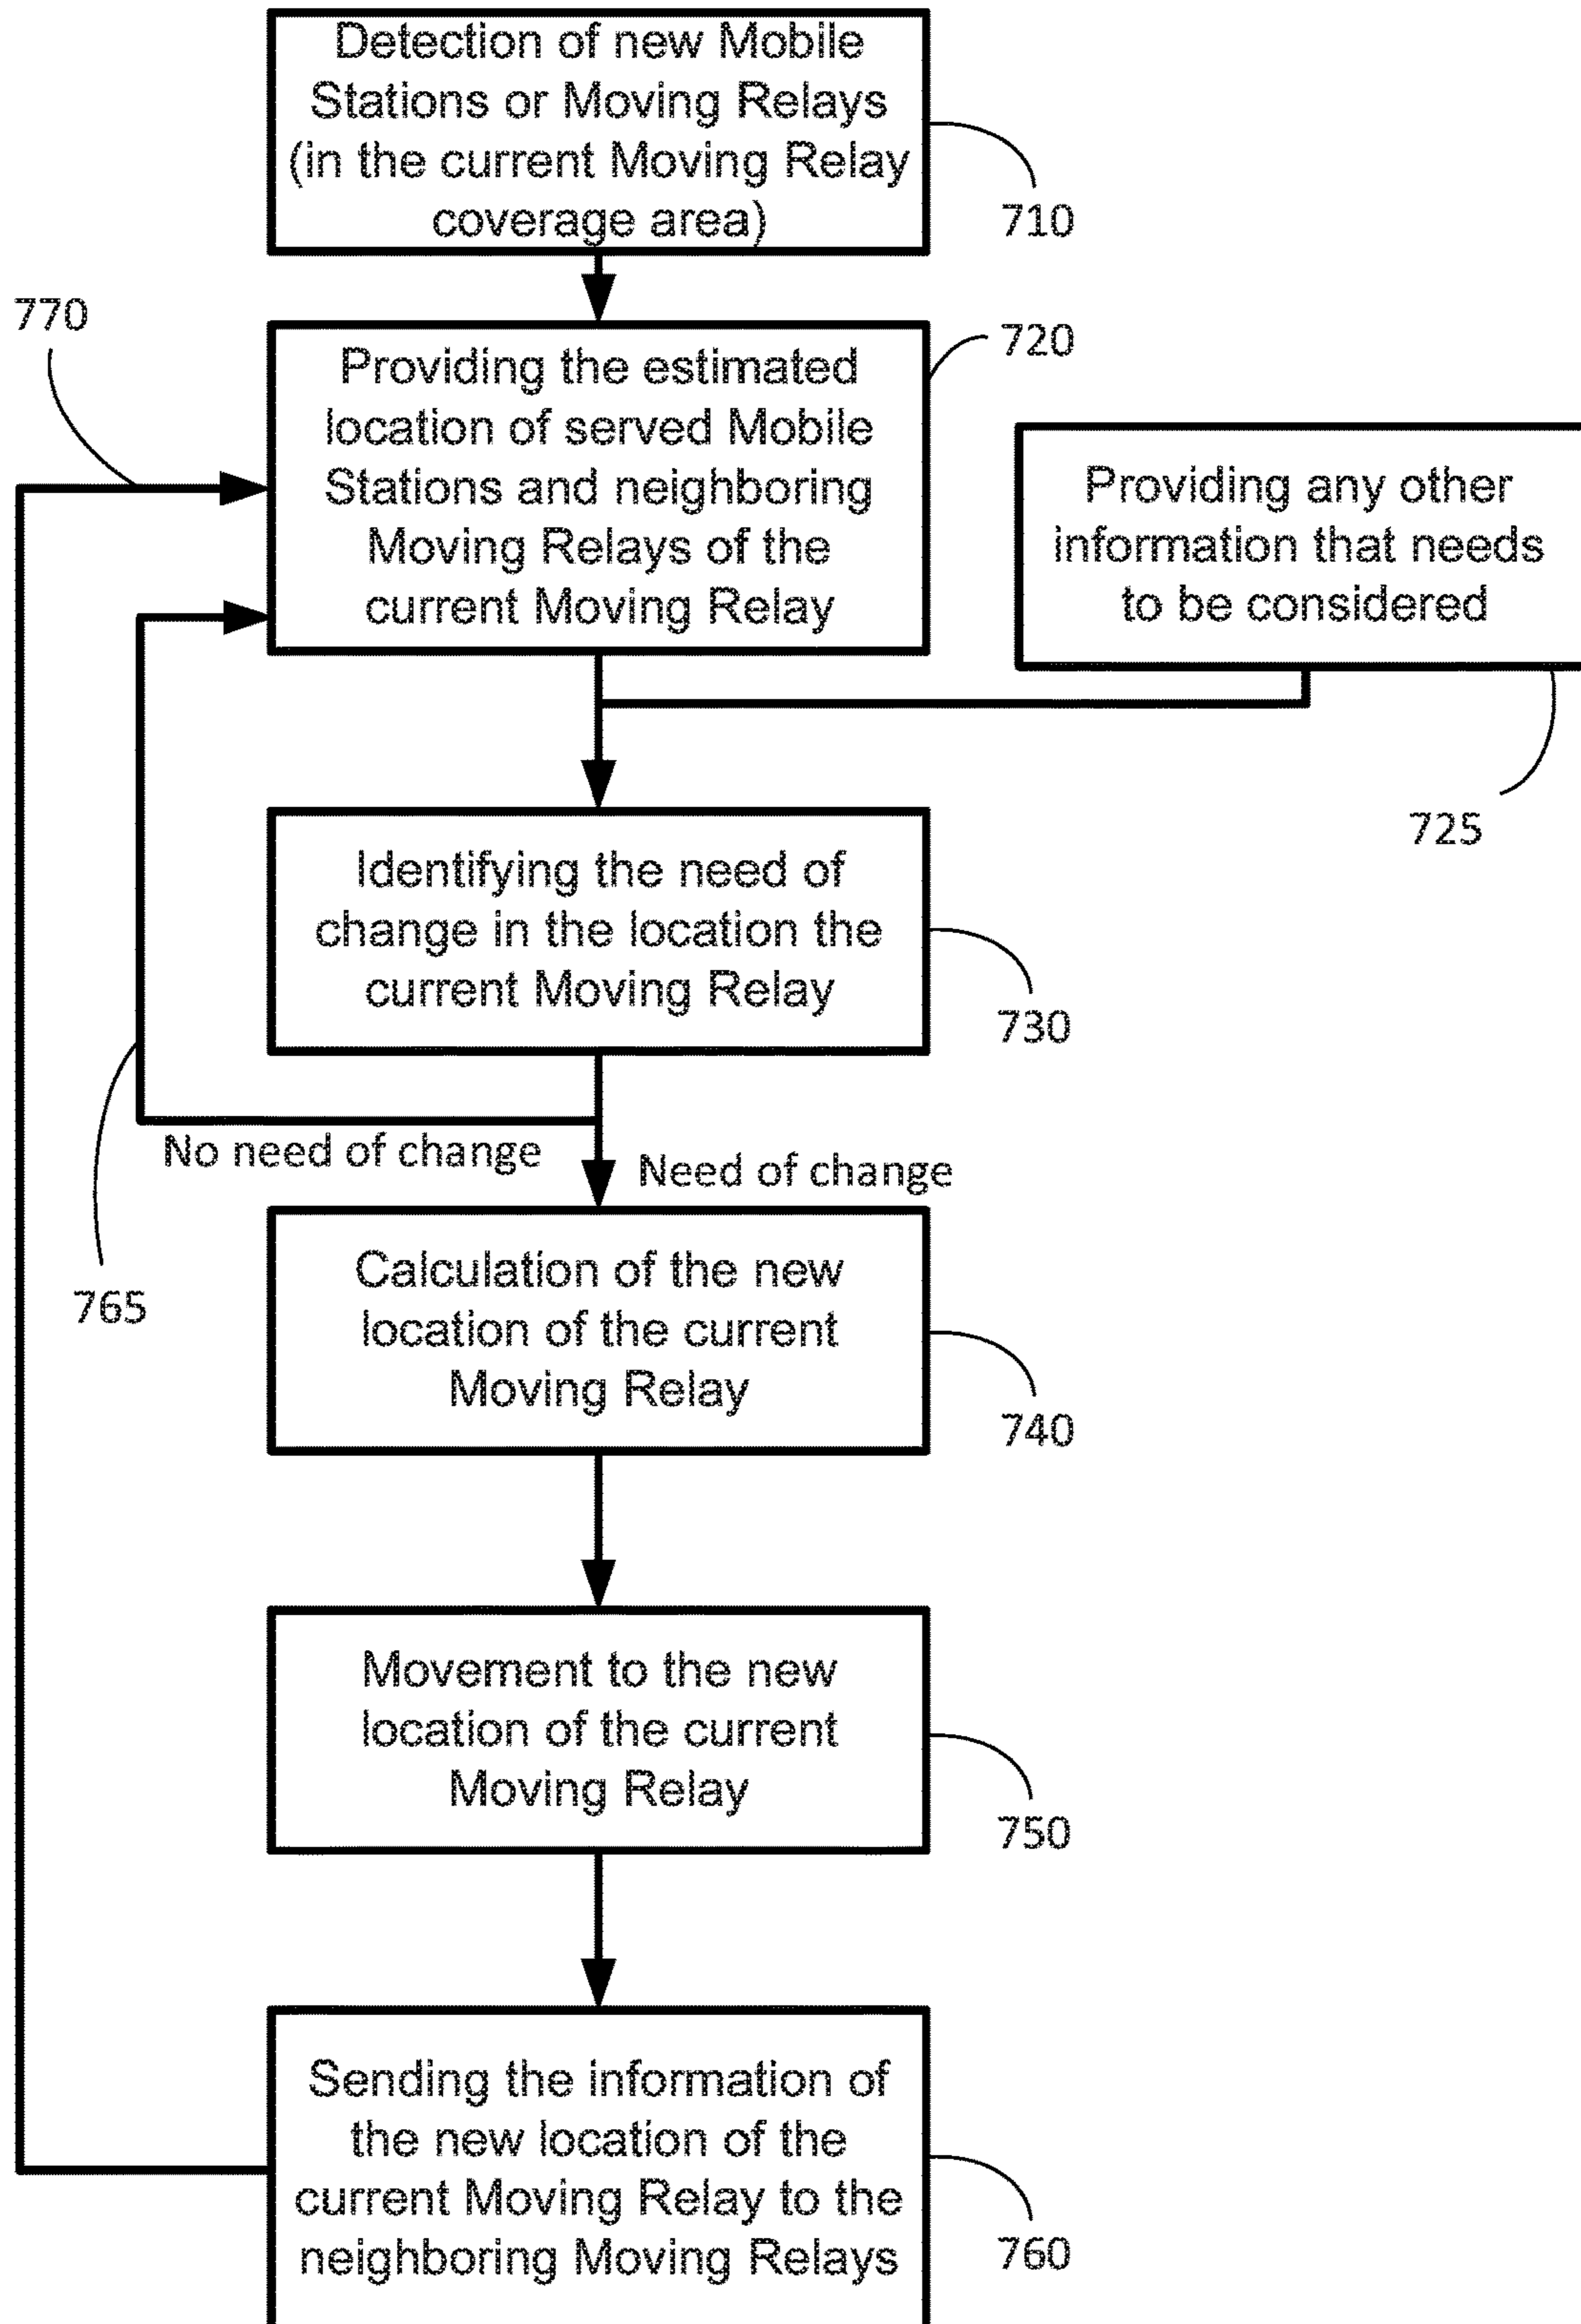 Detection of new Mobile
Stations or Moving Relays
(in the current Moving Relay
coverage area)
710
770
720
Providing the estimated
location of served Mobile
Stations and neighboring
Moving Relays of the
current Moving Relay
Providing any other
information that needs
to be considered
725
Identifying the need of
change in the location the
current Moving Relay
730
No need of change
Need of change
765
Calculation of the new
location of the current
Moving Relay
740
Movement to the new
location of the current
Moving Relay
750
Sending the information of
the new location of the
current Moving Relay to the
neighboring Moving Relays
760